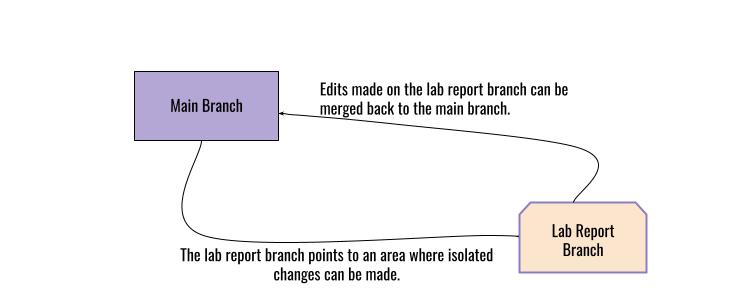 Edits made on the lab report branch can be
merged back to the main branch.
Main Branch
Lab Report
Branch
The lab report branch points to an area where isolated
changes can be made.